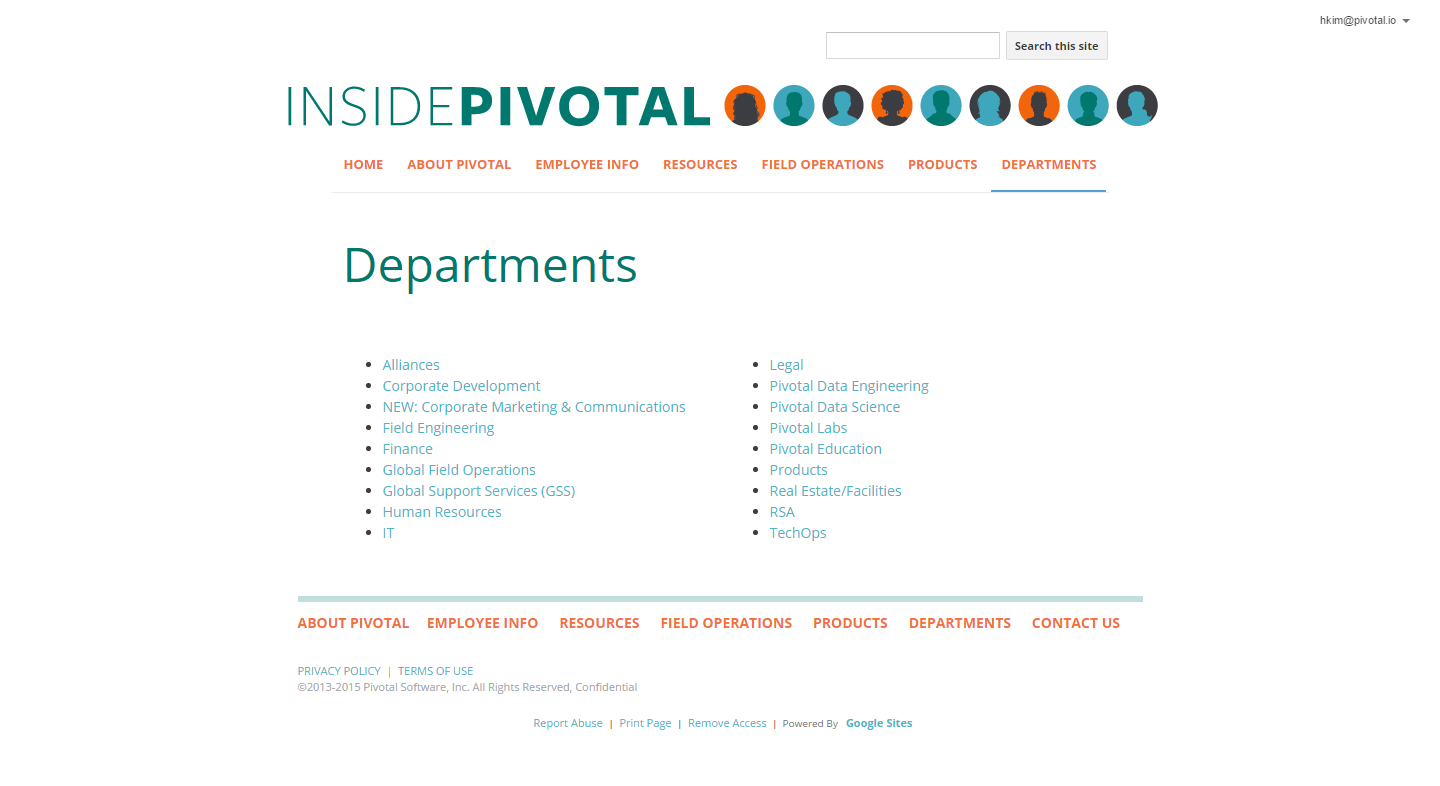 hkim@pivotal.io
Search this site
INSIDEPIVOTAL
HOME ABOUT PIVOTAL EMPLOYEE INFO RESOURCES FIELD OPERATIONS PRODUCTS DEPARTMENTS
Departments
Alliances
Corporate Development
NEW: Corporate Marketing & Communications
Field Engineering
Finance
Global Field Operations
Global Support Services (GSS)
Human Resources
IT
Legal
Pivotal Data Engineering
Pivotal Data Science
Pivotal Labs
Pivotal Education
Products
Real Estate/Facilities
RSA
TechOps
ABOUT PIVOTAL EMPLOYEE INFO RESOURCES FIELD OPERATIONS PRODUCTS DEPARTMENTS CONTACT US
PRIVACY POLICY | TERMS OF USE
©2013-2015 Pivotal Software, Inc. All Rights Reserved, Confidential
Report Abuse | Print Page | Remove Access | Powered By Google Sites